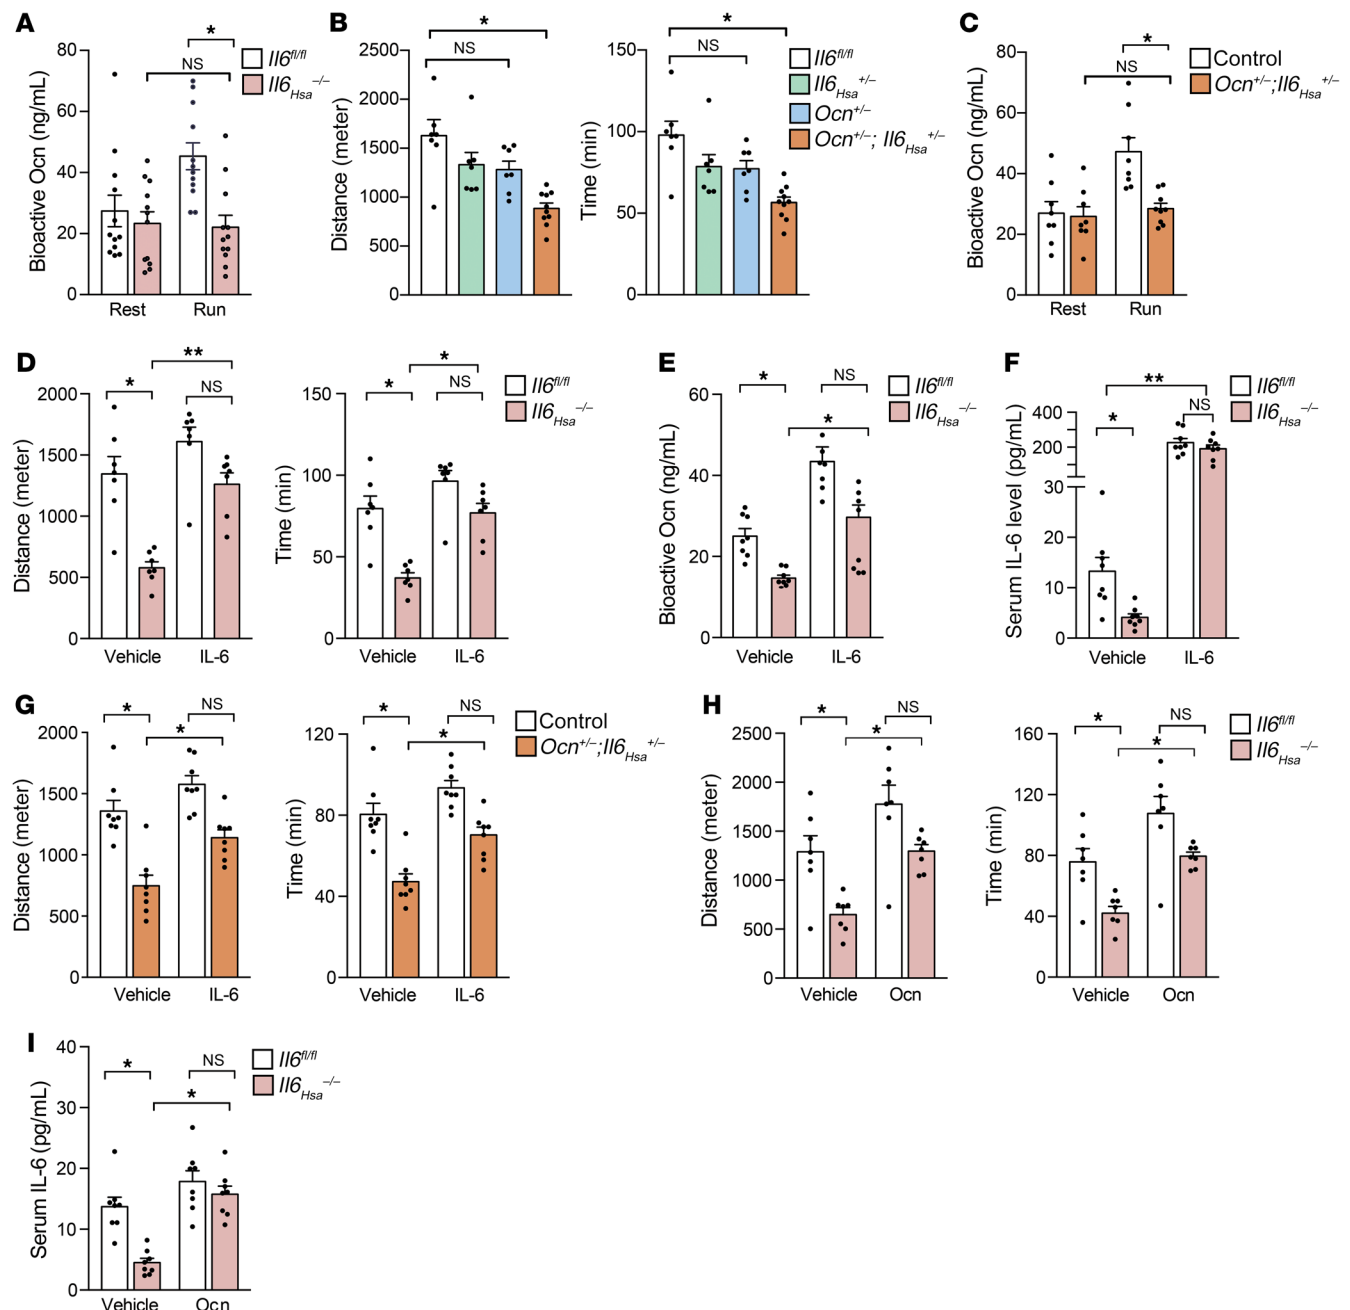 A
Bioactive Ocn (ng/mL)
80
60
40
20
0
Rest
Run
NS
*
Il6fl/fl
Il6Hsa–/–
B
Distance (meter)
2500
2000
1500
1000
500
0
NS
*
Time (min)
150
100
50
0
NS
*
Il6fl/fl
Il6Hsa+/–
Ocn+/–
Ocn+/–; Il6Hsa+/–
C
Bioactive Ocn (ng/mL)
80
60
40
20
0
Rest
Run
NS
*
Control
Ocn+/–;Il6Hsa+/–
D
Distance (meter)
2000
1500
1000
500
0
Vehicle
IL-6
*
**
NS
Time (min)
150
100
50
0
Vehicle
IL-6
*
*
NS
Il6fl/fl
Il6Hsa–/–
E
Bioactive Ocn (ng/mL)
60
40
20
0
Vehicle
IL-6
*
NS
*
Il6fl/fl
Il6Hsa–/–
F
Serum IL-6 level (pg/mL)
400
200
30
20
10
0
Vehicle
IL-6
**
*
NS
Il6fl/fl
Il6Hsa–/–
G
Distance (meter)
2000
1500
1000
500
0
Vehicle
IL-6
*
NS
*
Time (min)
120
80
40
0
Vehicle
IL-6
*
NS
*
Control
Ocn+/–;Il6Hsa+/–
H
Distance (meter)
2500
2000
1500
1000
500
0
Vehicle
Ocn
*
NS
*
Time (min)
160
120
80
40
0
Vehicle
Ocn
*
NS
*
Il6fl/fl
Il6Hsa–/–
I
Serum IL-6 (pg/mL)
40
30
20
10
0
Vehicle
Ocn
*
NS
*
Il6fl/fl
Il6Hsa–/–